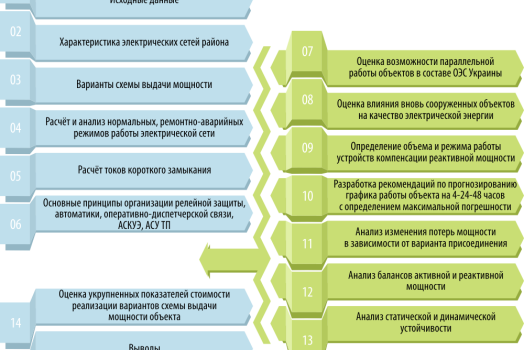 Исходные данные
02
Характеристика электрических сетей района
03
Варианты схемы выдачи мощности
04
Расчёт и анализ нормальных, ремонтно-аварийных
режимов работы электрической сети
05
Расчёт токов короткого замыкания
06
Основные принципы организации релейной защиты,
автоматики, оперативно-диспетчерской связи,
АСКУЭ, АСУ ТП
07
Оценка возможности параллельной
работы объектов в составе ОЭС Украины
08
Оценка влияния вновь сооруженных объектов
на качество электрической энергии
09
Определение объема и режима работы
устройств компенсации реактивной мощности
10
Разработка рекомендаций по прогнозированию
графика работы объекта на 4-24-48 часов
с определением максимальной погрешности
11
Анализ изменения потерь мощности
в зависимости от варианта присоединения
12
Анализ балансов активной и реактивной
мощности
13
Анализ статической и динамической
устойчивости
14
Оценка укрупненных показателей стоимости
реализации вариантов схемы выдачи
мощности объекта
Выводы